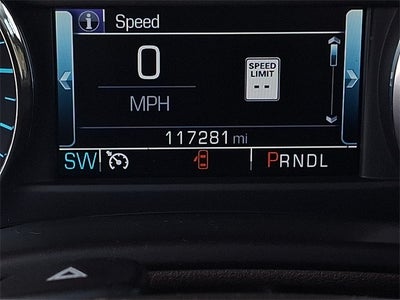 i Speed
0
MPH
SPEED
LIMIT
--
117281 mi
SW PRNDL